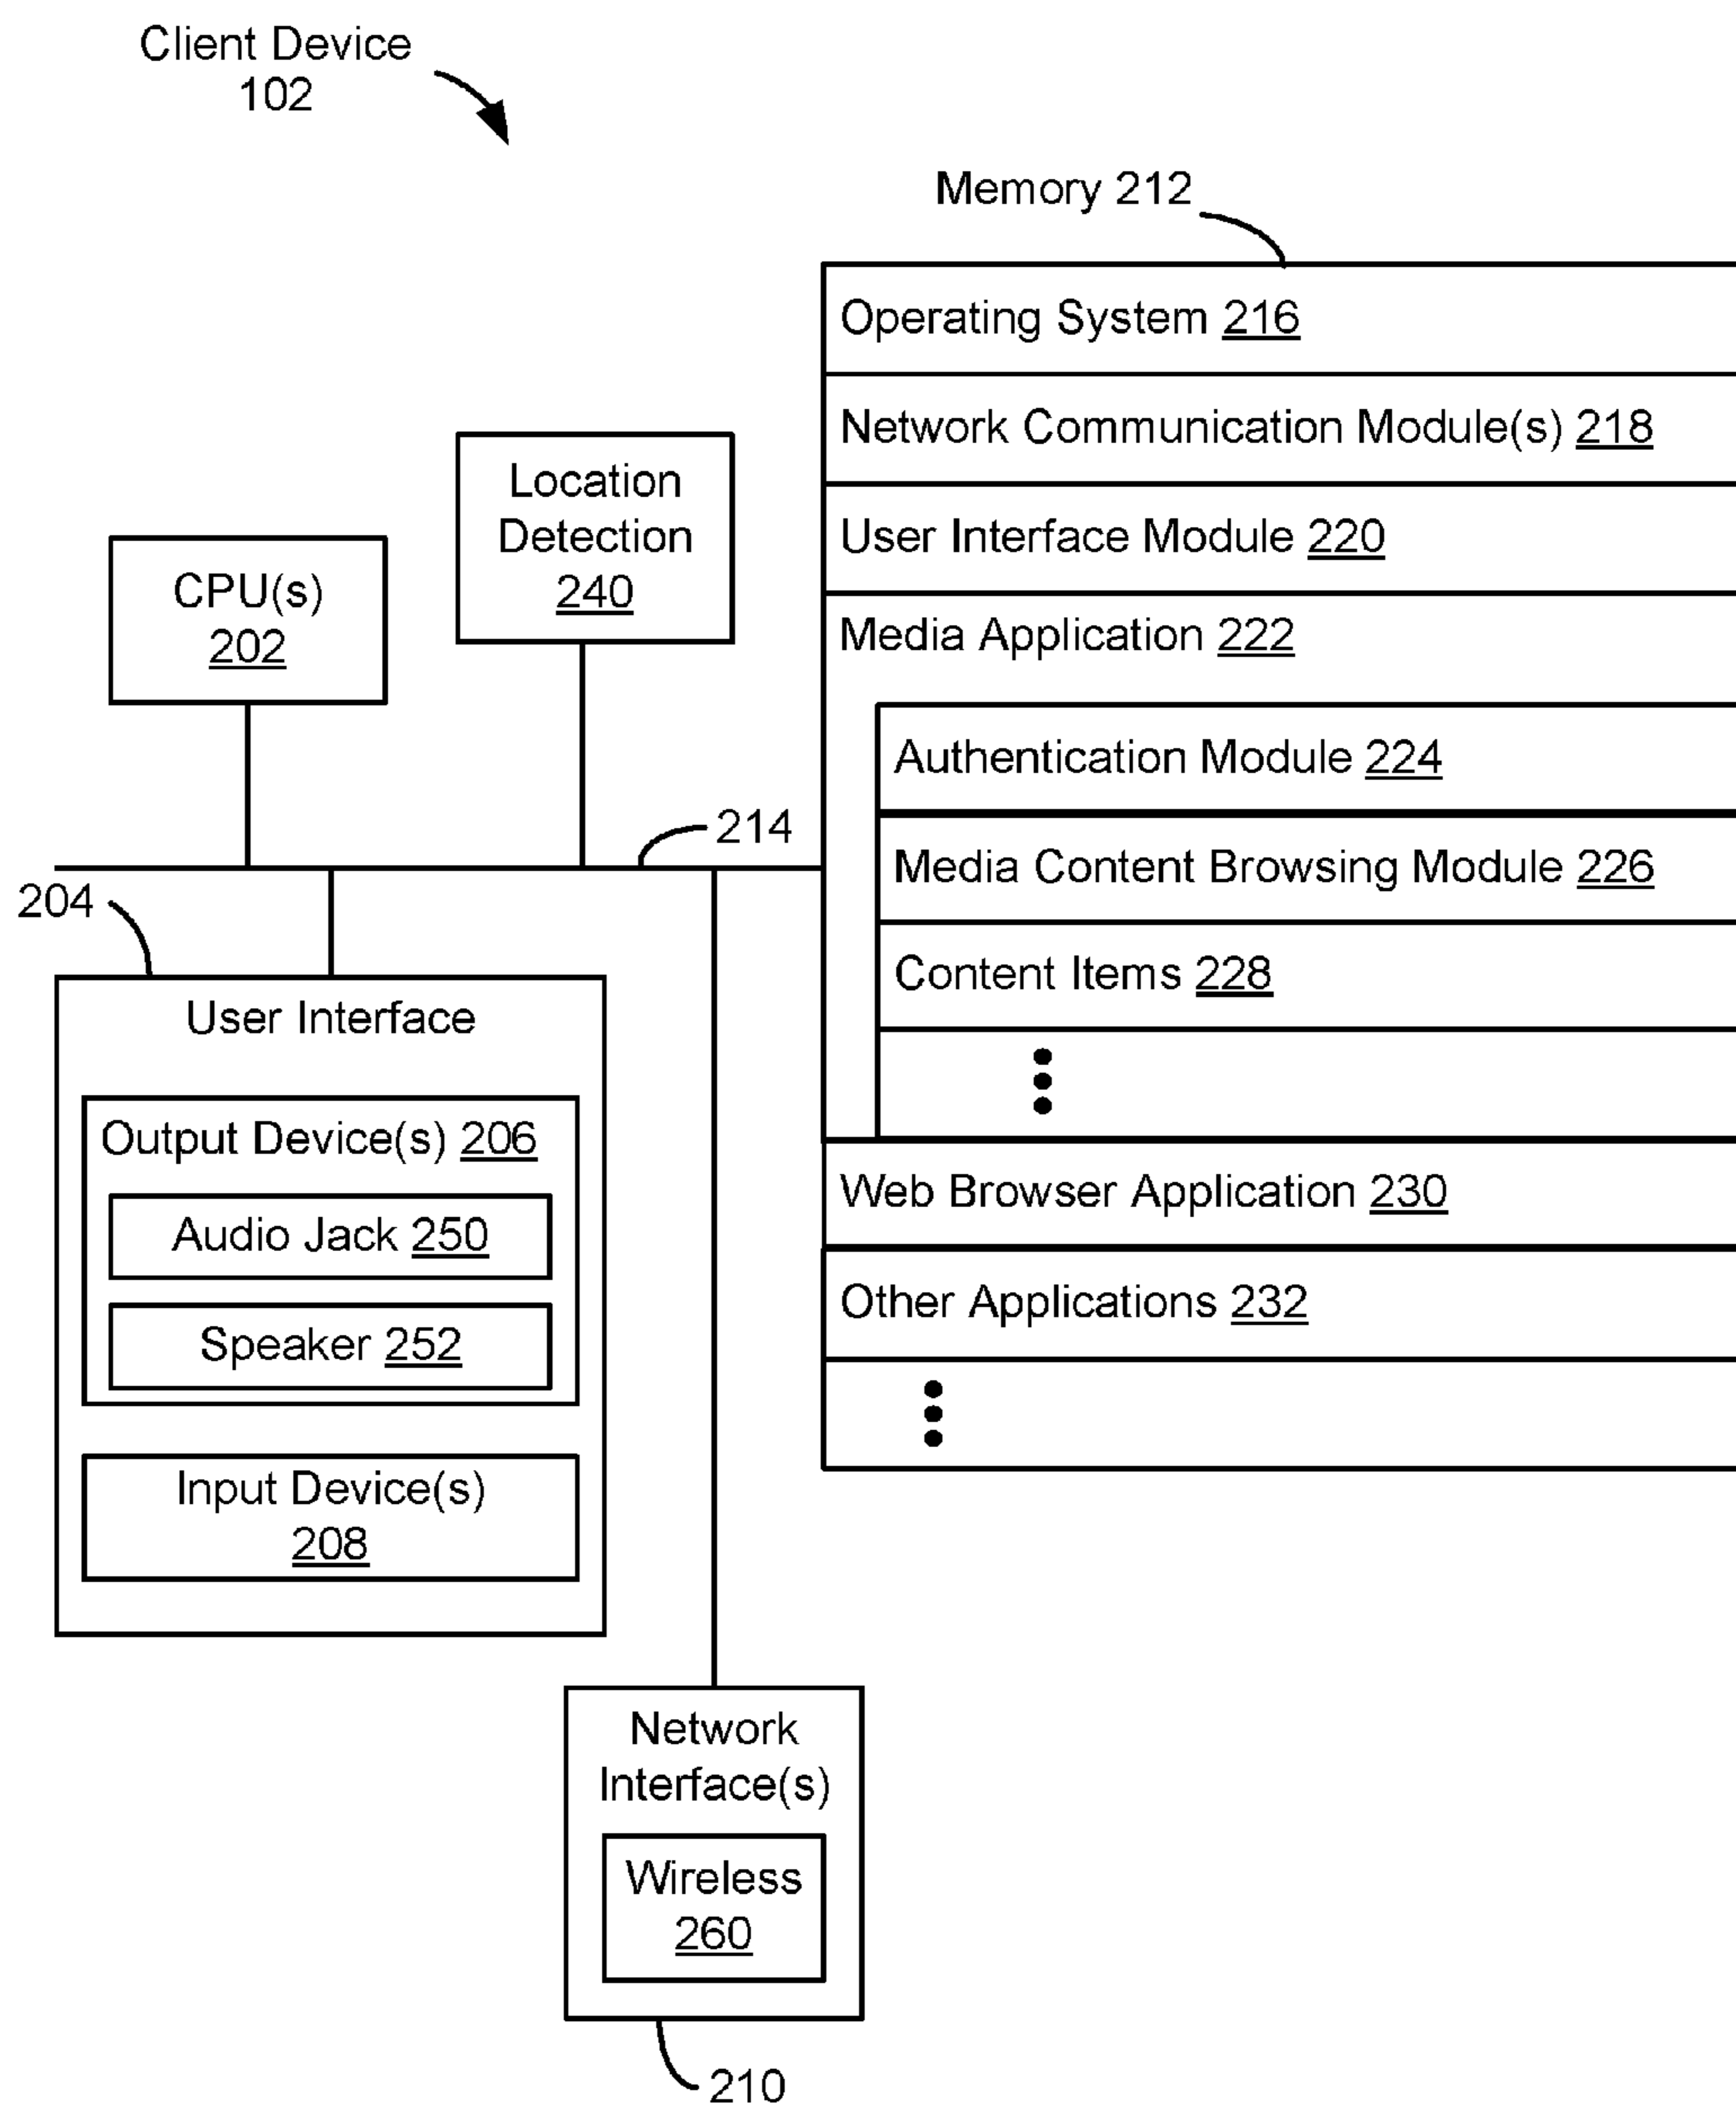 Client Device
102
Memory 212
Operating System 216
Network Communication Module(s) 218
User Interface Module 220
Media Application 222
Authentication Module 224
Media Content Browsing Module 226
Content Items 228
Web Browser Application 230
Other Applications 232
Location
Detection
240
CPU(s)
202
214
204
User Interface
Output Device(s) 206
Audio Jack 250
Speaker 252
Input Device(s)
208
Network
Interface(s)
Wireless
260
210